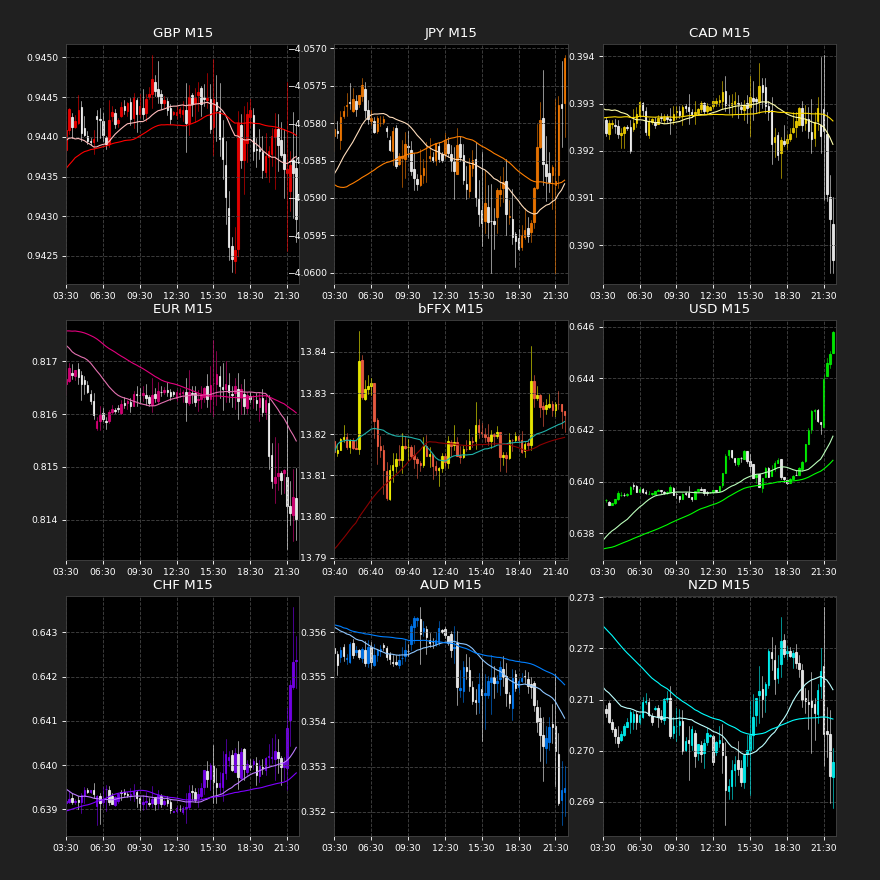 GBP M15
JPY M15
CAD M15
0.9450
0.9445
0.9440
0.9435
0.9430
0.9425
−4.0570
−4.0575
−4.0580
−4.0585
−4.0590
−4.0595
−4.0600
0.394
0.393
0.392
0.391
0.390
03:30 06:30 09:30 12:30 15:30 18:30 21:30
03:30 06:30 09:30 12:30 15:30 18:30 21:30
03:30 06:30 09:30 12:30 15:30 18:30 21:30
EUR M15
bFFX M15
USD M15
0.817
0.816
0.815
0.814
13.84
13.83
13.82
13.81
13.80
13.79
0.646
0.644
0.642
0.640
0.638
03:30 06:30 09:30 12:30 15:30 18:30 21:30
03:40 06:40 09:40 12:40 15:40 18:40 21:40
03:30 06:30 09:30 12:30 15:30 18:30 21:30
CHF M15
AUD M15
NZD M15
0.643
0.642
0.641
0.640
0.639
0.356
0.355
0.354
0.353
0.352
0.273
0.272
0.271
0.270
0.269
03:30 06:30 09:30 12:30 15:30 18:30 21:30
03:30 06:30 09:30 12:30 15:30 18:30 21:30
03:30 06:30 09:30 12:30 15:30 18:30 21:30